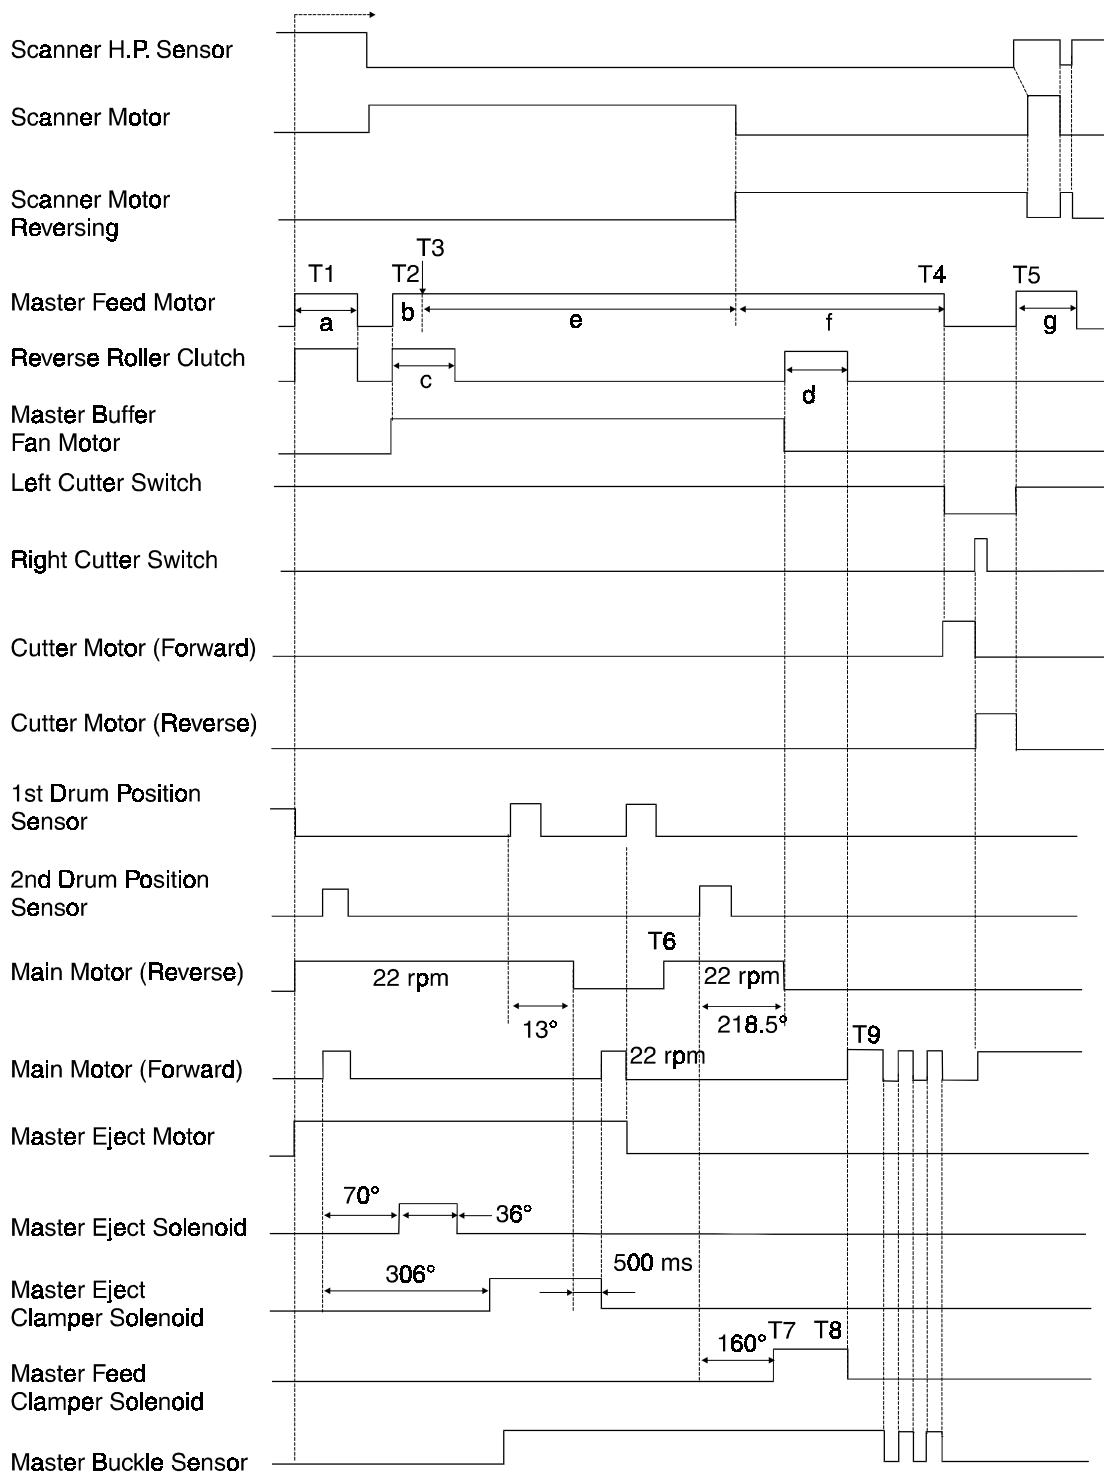 Scanner H.P. Sensor
Scanner Motor
Scanner Motor
Reversing
T3
T1
T2
T4
T5
Master Feed Motor
a
b
e
f
g
Reverse Roller Clutch
c
d
Master Buffer
Fan Motor
Left Cutter Switch
Right Cutter Switch
Cutter Motor (Forward)
Cutter Motor (Reverse)
1st Drum Position
Sensor
2nd Drum Position
Sensor
T6
Main Motor (Reverse)
22 rpm
22 rpm
13°
218.5°
T9
Main Motor (Forward)
22 rpm
Master Eject Motor
70°
Master Eject Solenoid
36°
500 ms
306°
Master Eject
Clamper Solenoid
160°
T7
T8
Master Feed
Clamper Solenoid
Master Buckle Sensor